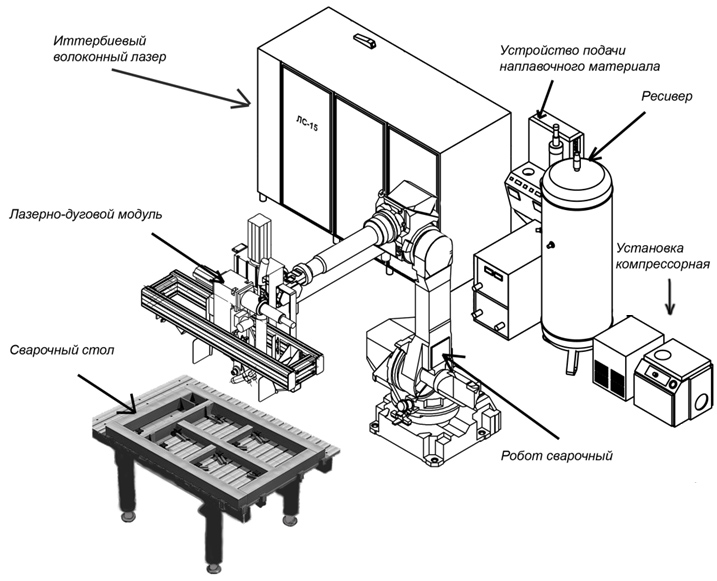 Иттербиевый
волоконный лазер
Устройство подачи
наплавочного материала
Ресивер
ЛС-15
Лазерно-дуговой модуль
Установка
компрессорная
Сварочный стол
Робот сварочный